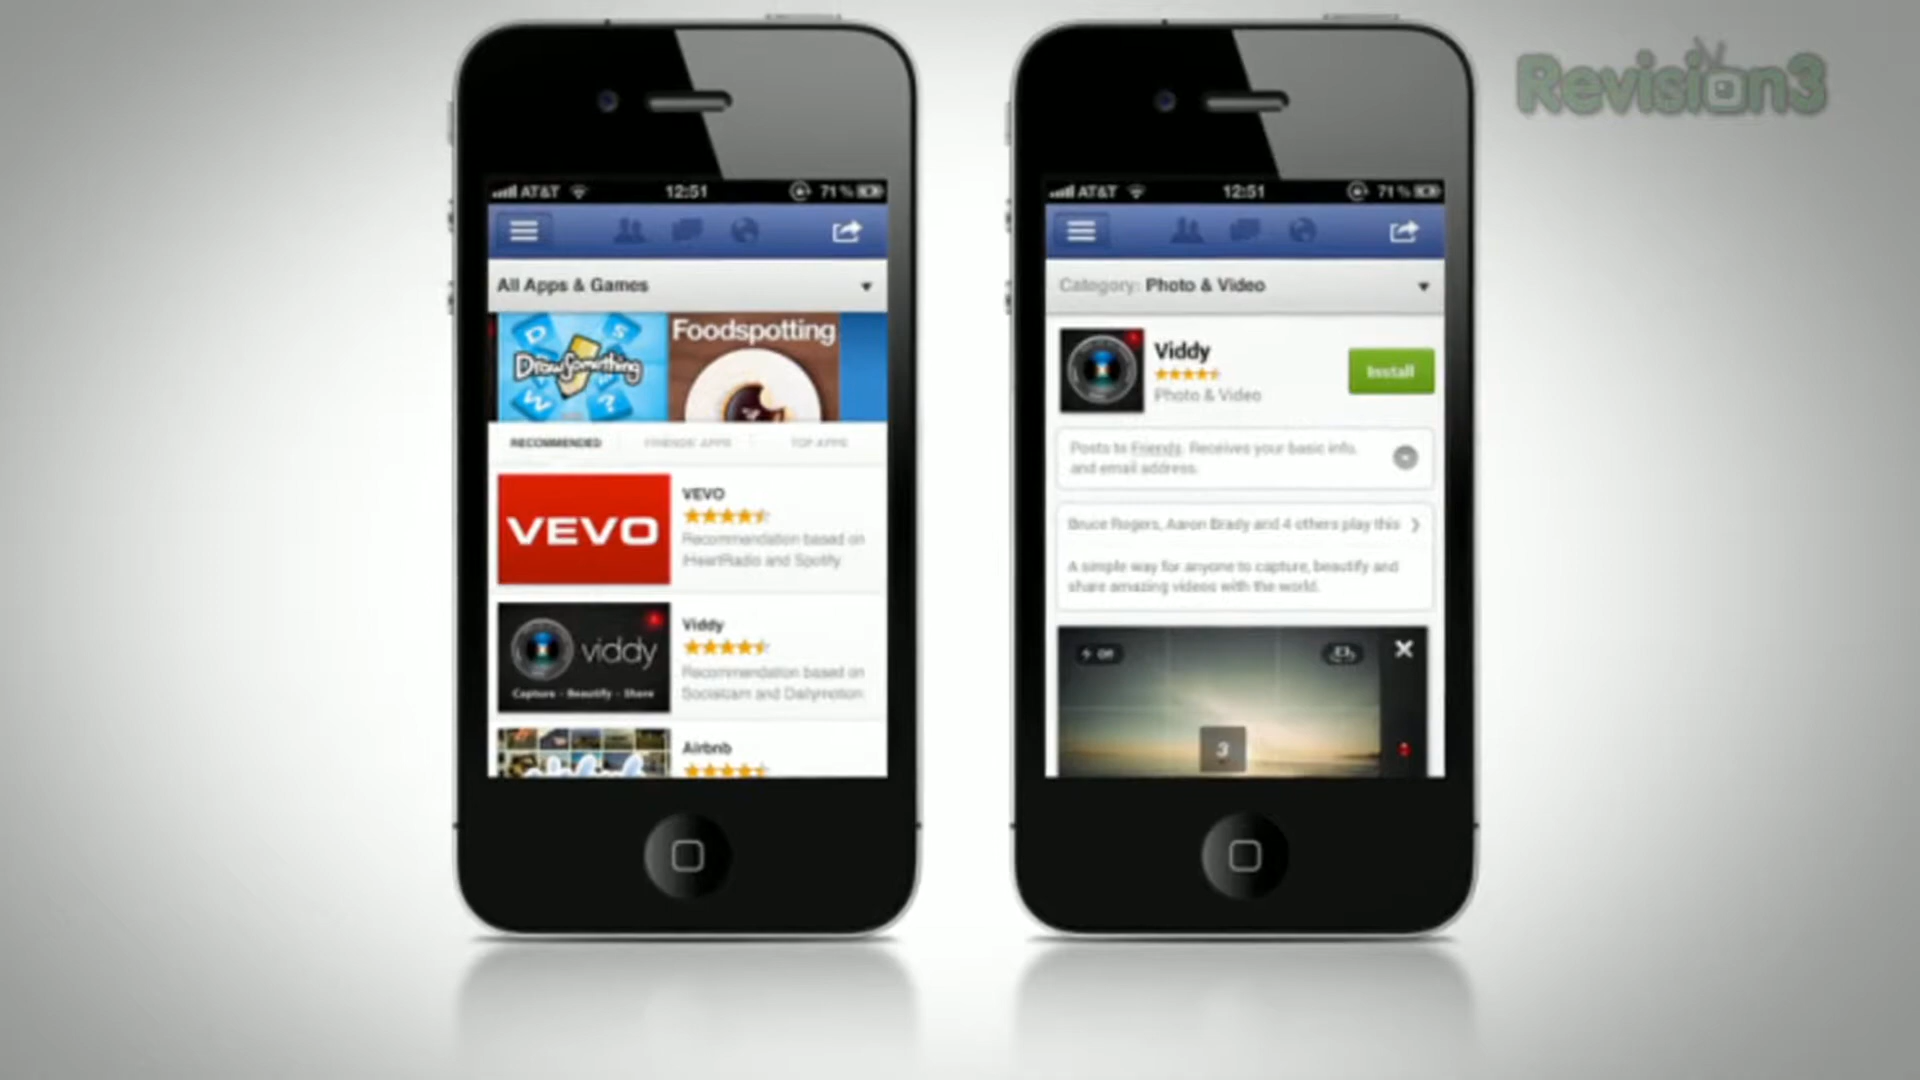 Revision3
AT&T 12:51 71%
All Apps & Games
DrawSomething
Foodspotting
RECOMMENDED FRIENDS' APPS TOP APPS
VEVO
VEVO
Recommendation based on
iHeartRadio and Spotify
viddy
Capture - Beautify - Share
Viddy
Recommendation based on
Socialcam and Dailymotion
Airbnb
AT&T 12:51 71%
Category: Photo & Video
Viddy
Photo & Video
Install
Posts to Friends. Receives your basic info.
and email address.
Bruce Rogers, Aaron Brady and 4 others play this
A simple way for anyone to capture, beautify and
share amazing videos with the world.
Off
3